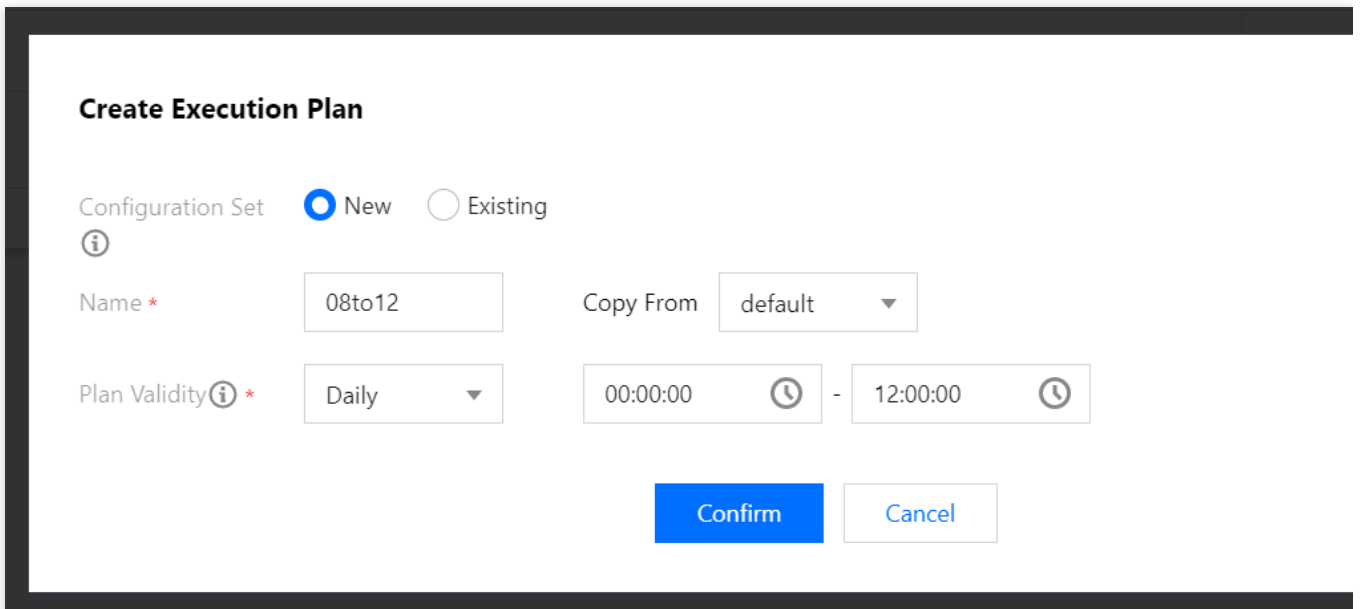 Create Execution Plan
Configuration Set New Existing
Name * 08to12 Copy From default
Plan Validity * Daily 00:00:00 - 12:00:00
Confirm Cancel